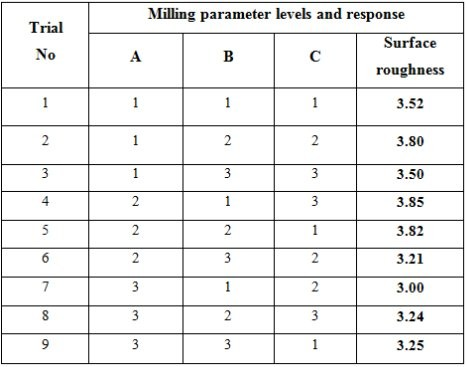 Trial No
Milling parameter levels and response
A B C Surface roughness
1 1 1 1 3.52
2 1 2 2 3.80
3 1 3 3 3.50
4 2 1 3 3.85
5 2 2 1 3.82
6 2 3 2 3.21
7 3 1 2 3.00
8 3 2 3 3.24
9 3 3 1 3.25